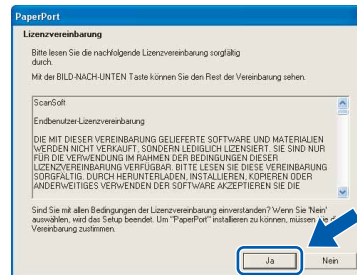 PaperPort
Lizenzvereinbarung
Bitte lesen Sie die nachfolgende Lizenzvereinbarung sorgfältig
durch.
Mit der BILD-NACH-UNTEN Taste können Sie den Rest der Vereinbarung sehen.
ScanSoft
Endbenutzer-Lizenzvereinbarung
DIE MIT DIESER VEREINBARUNG GELIEFERTE SOFTWARE UND MATERIALIEN
WERDEN NICHT VERKAUFT, SONDERN LEDIGLICH LIZENSIERT. SIE SIND NUR
FÜR DIE VERWENDUNG IM RAHMEN DER BEDINGUNGEN DIESER
LIZENZVEREINBARUNG VERFÜGBAR. BITTE LESEN SIE DIESE VEREINBARUNG
SORGFÄLTIG. DURCH HERUNTERLADEN, INSTALLIEREN, KOPIEREN ODER
ANDERWEITIGES VERWENDEN DER SOFTWARE AKZEPTIEREN SIE DIE
Sind Sie mit allen Bedingungen der Lizenzvereinbarung einverstanden? Wenn Sie 'Nein'
auswählen, wird das Setup beendet. Um "PaperPort" installieren zu können, müssen Sie d
Vereinbarung zustimmen.
Ja
Nein